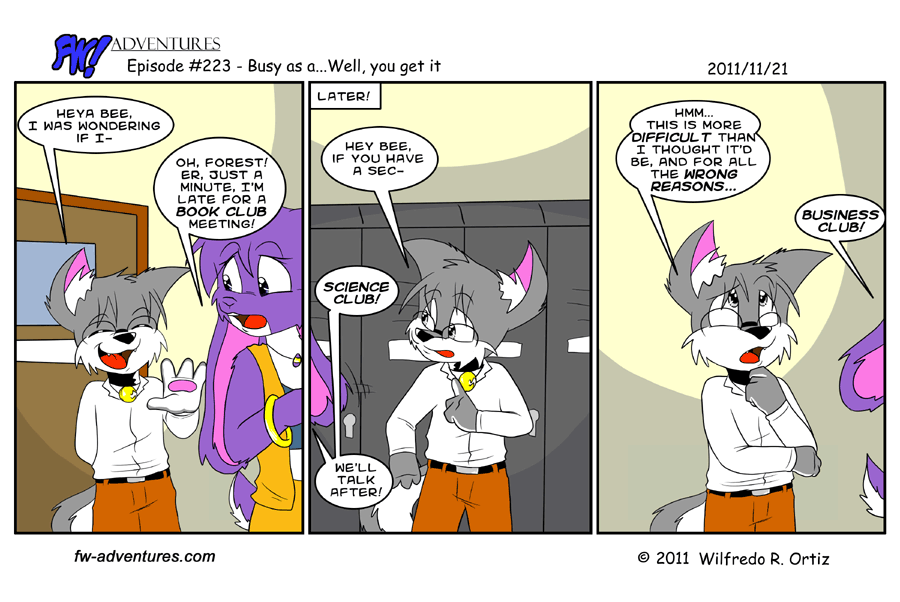 FW! ADVENTURES
Episode #223 - Busy as a...Well, you get it
2011/11/21
HEYA BEE,
I WAS WONDERING
IF I-
OH, FOREST!
ER, JUST A
MINUTE, I'M
LATE FOR A
BOOK CLUB
MEETING!
LATER!
HEY BEE,
IF YOU HAVE
A SEC-
SCIENCE
CLUB!
WE'LL
TALK
AFTER!
HMM...
THIS IS MORE
DIFFICULT THAN
I THOUGHT IT'D
BE, AND FOR ALL
THE WRONG
REASONS...
BUSINESS
CLUB!
fw-adventures.com
© 2011 Wilfredo R. Ortiz